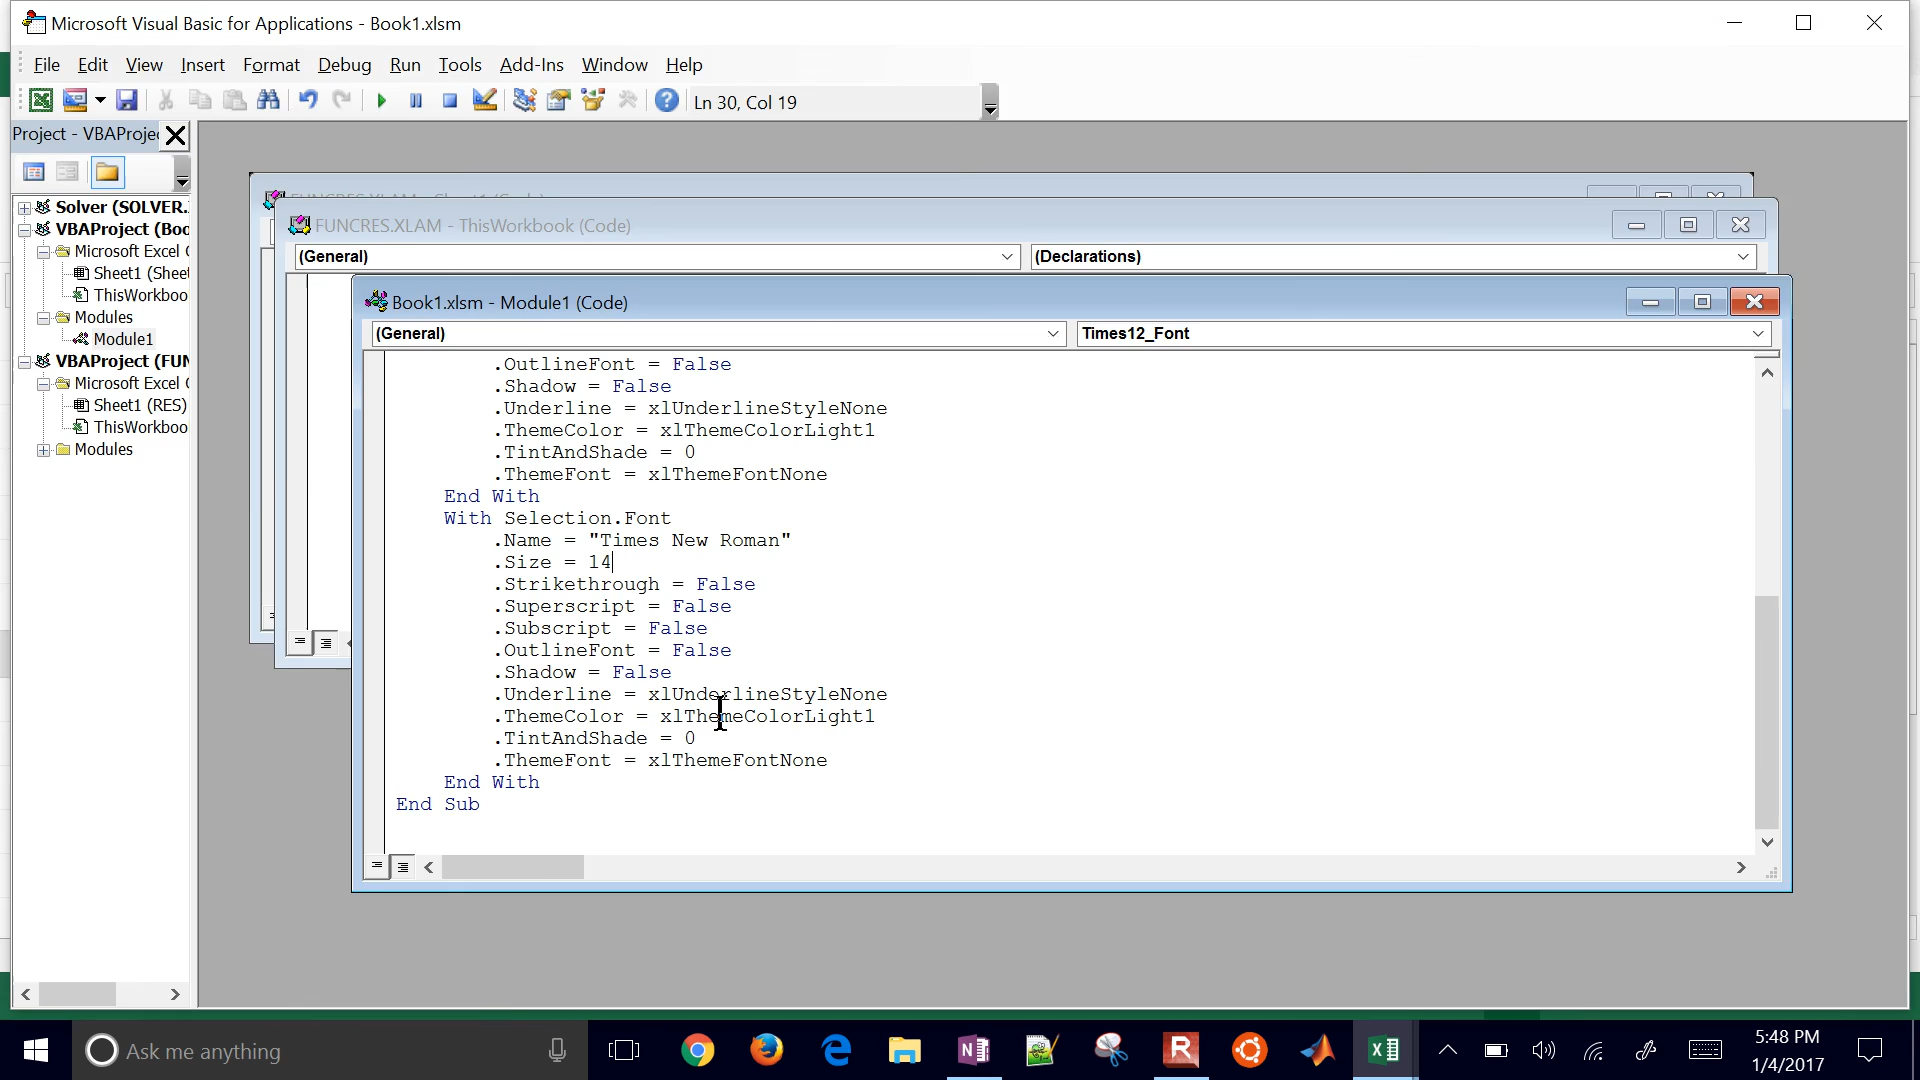 Microsoft Visual Basic for Applications - Book1.xlsm
File Edit View Insert Format Debug Run Tools Add-Ins Window Help
Ln 30, Col 19
Project - VBAProje
Solver (SOLVER.
VBAProject (Boo
Microsoft Excel
Sheet1 (Shee
ThisWorkboo
Modules
Module1
VBAProject (FUN
Microsoft Excel
Sheet1 (RES)
ThisWorkboo
Modules
FUNCRES.XLAM - ThisWorkbook (Code)
(General) (Declarations)
Book1.xlsm - Module1 (Code)
(General) Times12_Font
.OutlineFont = False
.Shadow = False
.Underline = xlUnderlineStyleNone
.ThemeColor = xlThemeColorLight1
.TintAndShade = 0
.ThemeFont = xlThemeFontNone
End With
With Selection.Font
.Name = "Times New Roman"
.Size = 14
.Strikethrough = False
.Superscript = False
.Subscript = False
.OutlineFont = False
.Shadow = False
.Underline = xlUnderlineStyleNone
.ThemeColor = xlThemeColorLight1
.TintAndShade = 0
.ThemeFont = xlThemeFontNone
End With
End Sub
Ask me anything
5:48 PM
1/4/2017